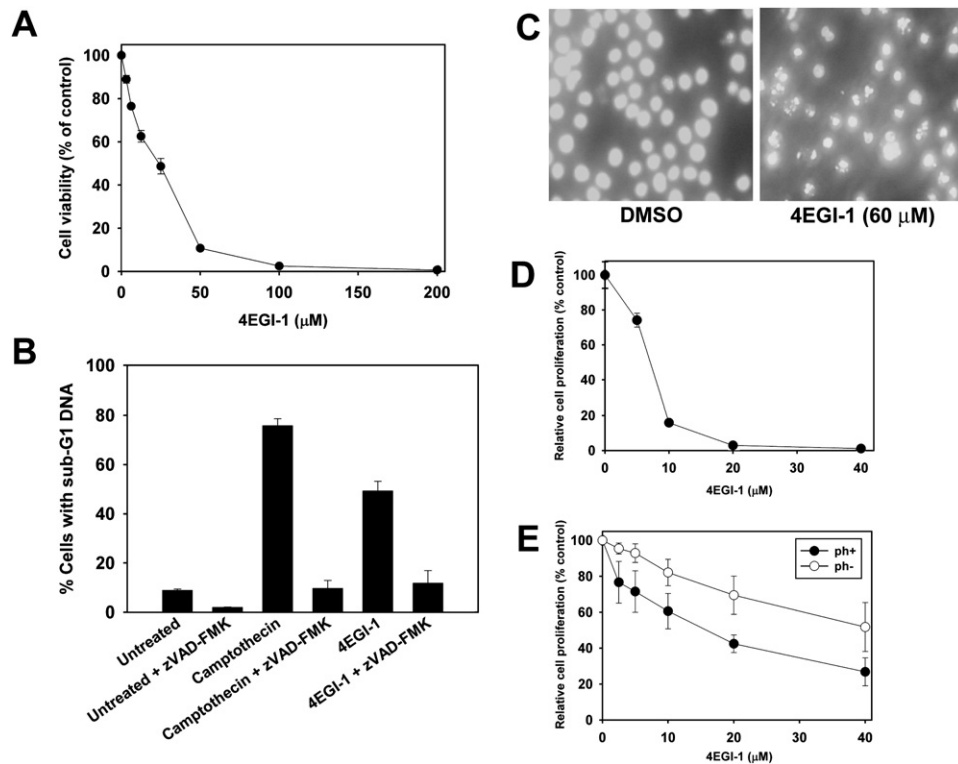 A
Cell viability (% of control)
100
80
60
40
20
0
0 50 100 150 200
4EGI-1 (μM)
B
% Cells with sub-G1 DNA
100
80
60
40
20
0
Untreated
Untreated + zVAD-FMK
Camptothecin
Camptothecin + zVAD-FMK
4EGI-1
4EGI-1 + zVAD-FMK
C
DMSO 4EGI-1 (60 μM)
D
Relative cell proliferation (% control)
100
80
60
40
20
0
0 10 20 30 40
4EGI-1 (μM)
E
Relative cell proliferation (% control)
100
80
60
40
20
0
ph+
ph-
0 10 20 30 40
4EGI-1 (μM)